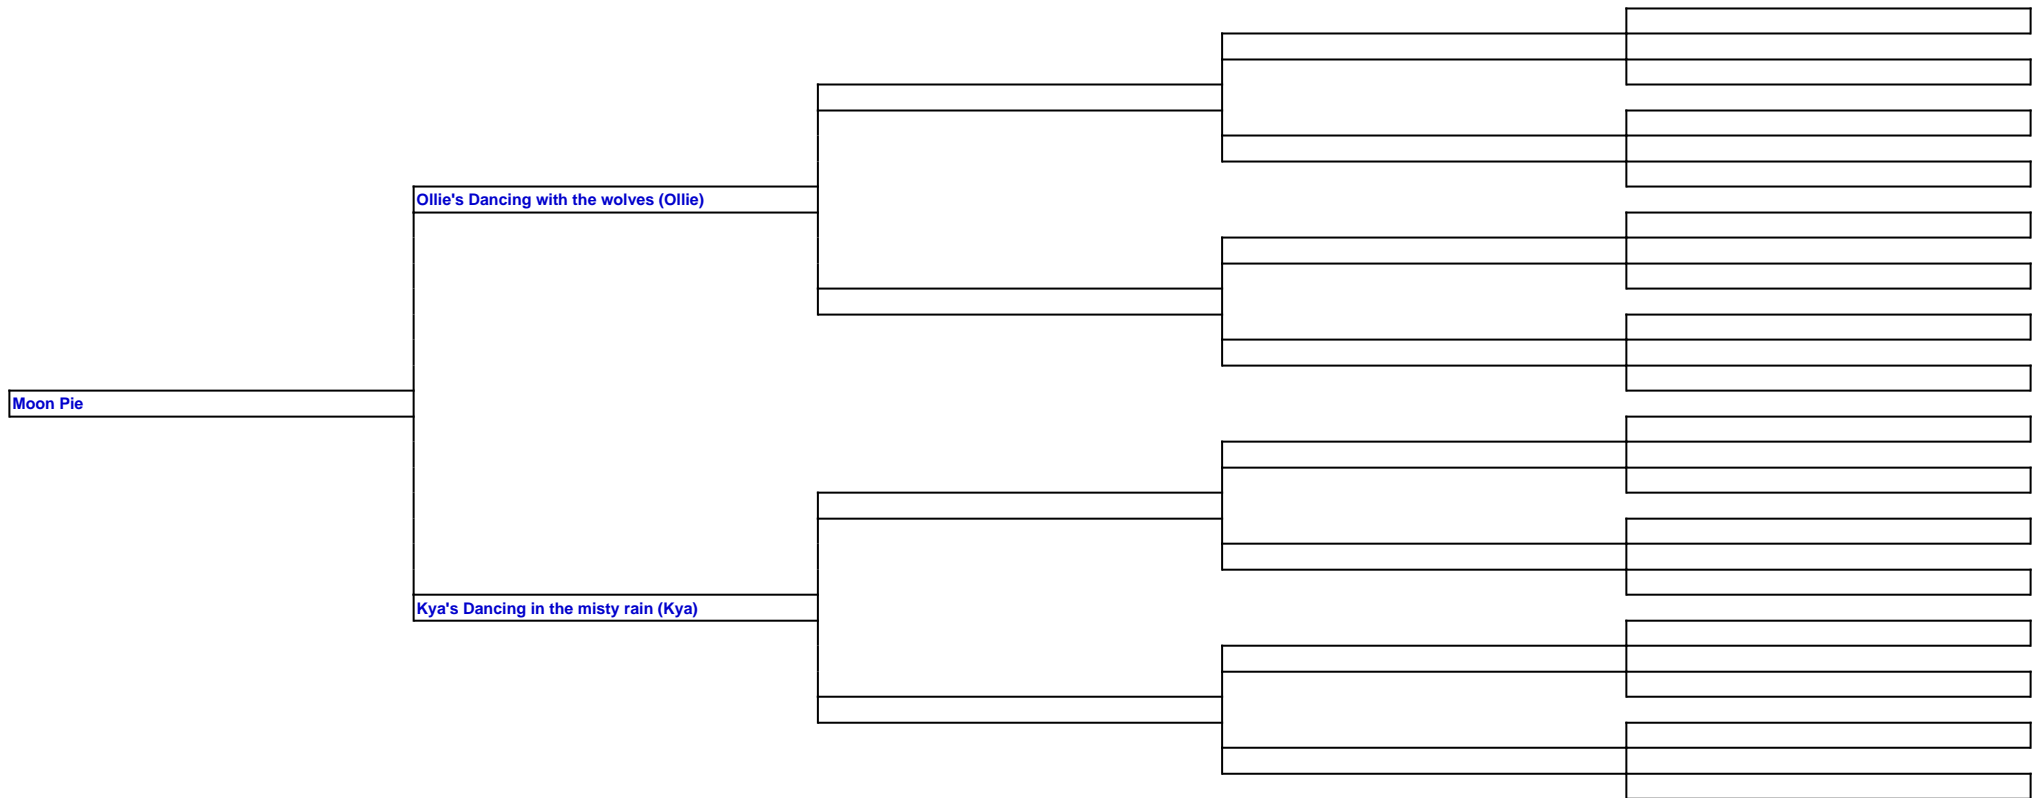 Ollie's Dancing with the wolves (Ollie)
Moon Pie
Kya's Dancing in the misty rain (Kya)